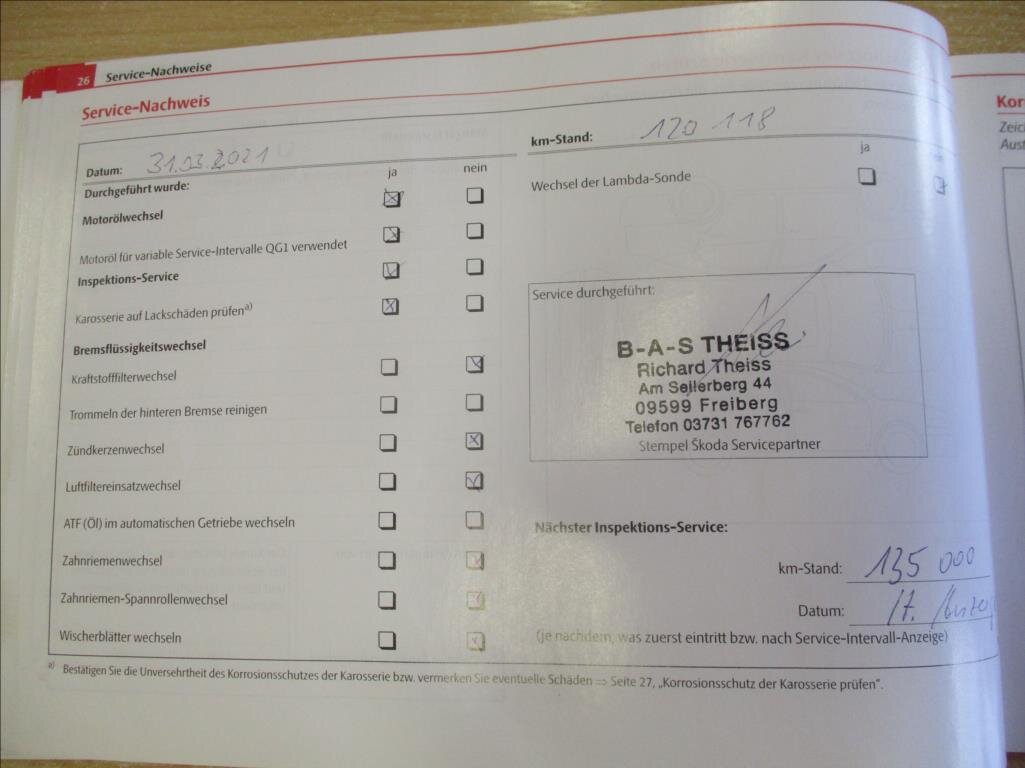 26 Service-Nachweise
Service-Nachweis
Datum: 31.03.2021
km-Stand: 120 118
ja nein
ja
Durchgeführt wurde:
Wechsel der Lambda-Sonde
Motorölwechsel
Motoröl für variable Service-Intervalle QG1 verwendet
Inspektions-Service
Karosserie auf Lackschäden prüfen a)
Bremsflüssigkeitswechsel
Kraftstofffilterwechsel
Trommeln der hinteren Bremse reinigen
Zündkerzenwechsel
Luftfiltereinsatzwechsel
ATF (Öl) im automatischen Getriebe wechseln
Zahnriemenwechsel
Zahnriemen-Spannrollenwechsel
Wischerblätter wechseln
Service durchgeführt:
B-A-S THEISS
Richard Theiss
Am Seilerberg 44
09599 Freiberg
Telefon 03731 767762
Stempel Škoda Servicepartner
Nächster Inspektions-Service:
km-Stand: 135 000
Datum:
(je nachdem, was zuerst eintritt bzw. nach Service-Intervall-Anzeige)
a) Bestätigen Sie die Unversehrtheit des Korrosionsschutzes der Karosserie bzw. vermerken Sie eventuelle Schäden ⇒ Seite 27, „Korrosionsschutz der Karosserie prüfen“.
Kor
Zeic
Aust